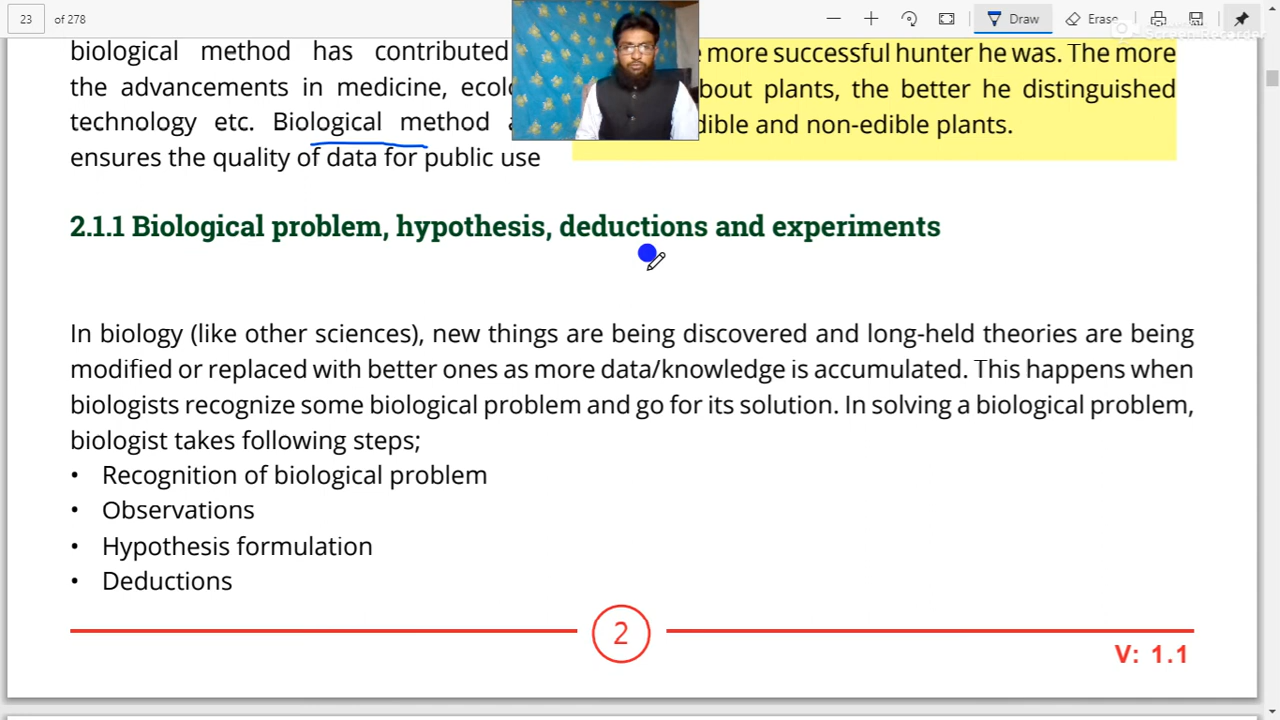 23 of 278
Draw
Erase
Screen Recorder
biological method has contributed
more successful hunter he was. The more
the advancements in medicine,
bout plants, the better he distinguished
technology etc. Biological method
dible and non-edible plants.
ensures the quality of data for public use
2.1.1 Biological problem, hypothesis, deductions and experiments
In biology (like other sciences), new things are being discovered and long-held theories are being
modified or replaced with better ones as more data/knowledge is accumulated. This happens when
biologists recognize some biological problem and go for its solution. In solving a biological problem,
biologist takes following steps;
• Recognition of biological problem
• Observations
• Hypothesis formulation
• Deductions
2
V: 1.1